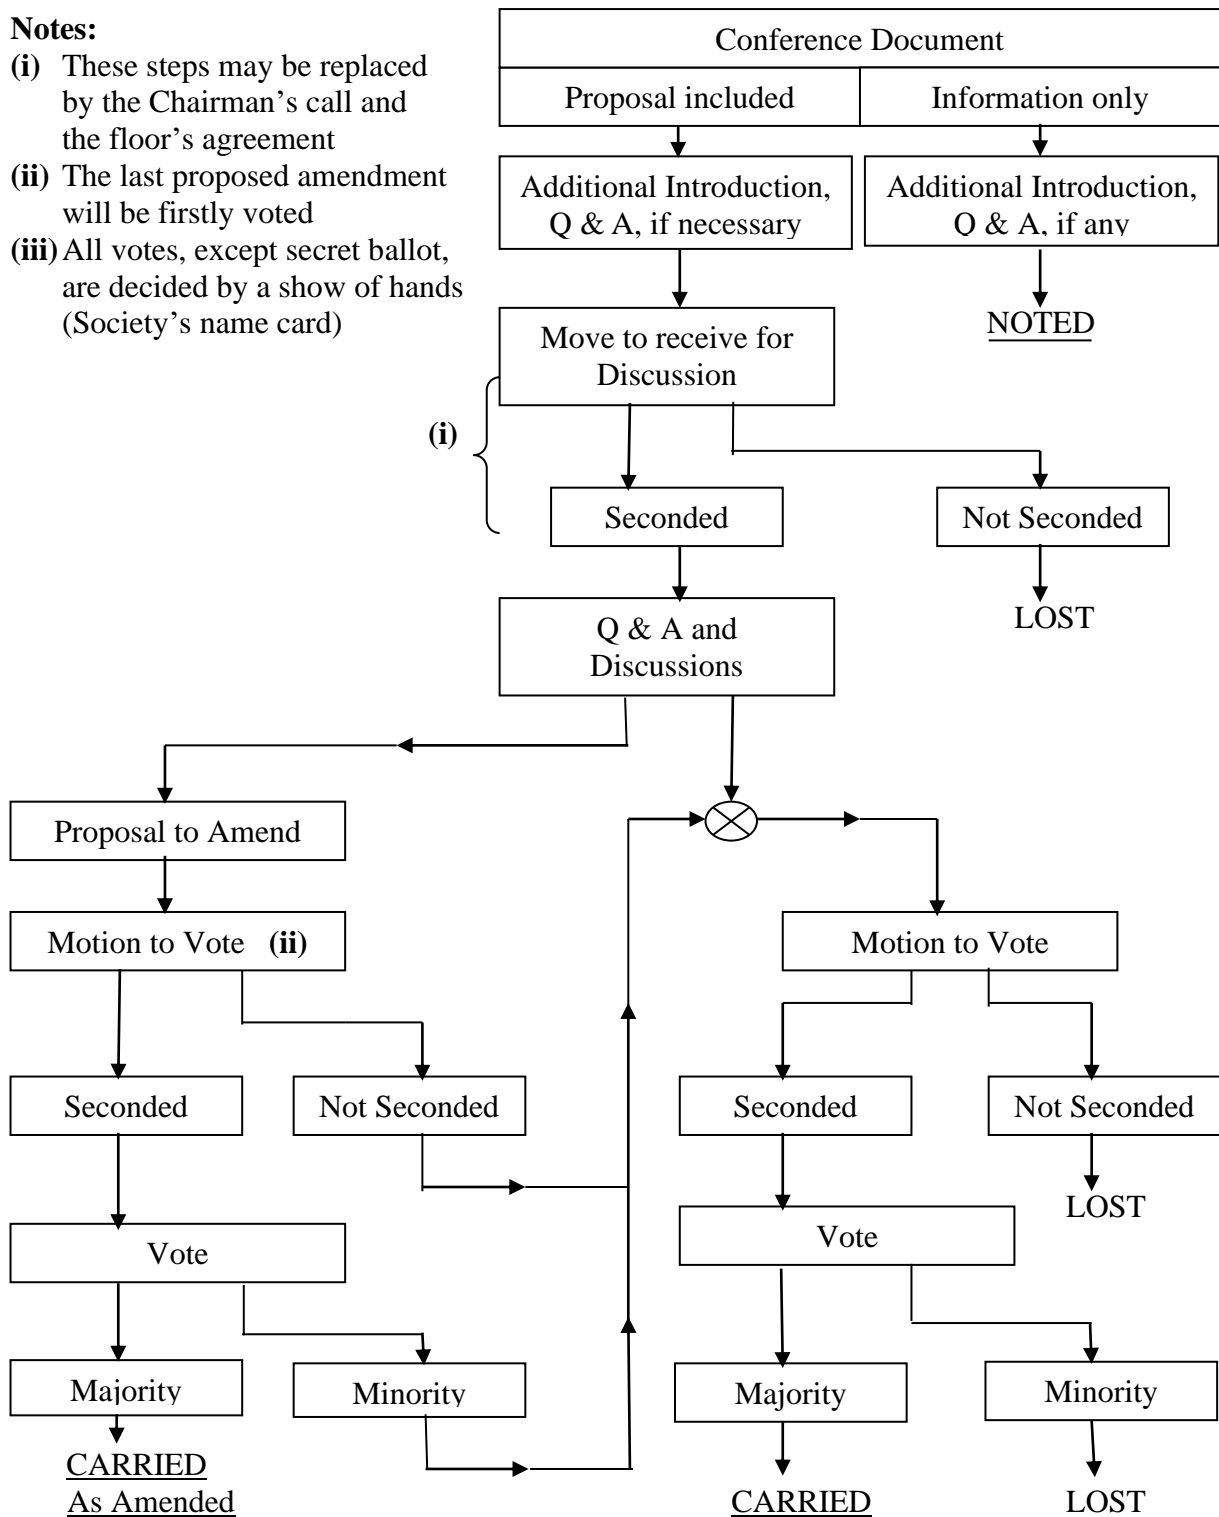 Notes:
(i) These steps may be replaced
by the Chairman's call and
the floor's agreement
(ii) The last proposed amendment
will be firstly voted
(iii) All votes, except secret ballot,
are decided by a show of hands
(Society's name card)
Conference Document
Proposal included
Information only
Additional Introduction,
Q & A, if necessary
Additional Introduction,
Q & A, if any
NOTED
Move to receive for
Discussion
(i)
Seconded
Not Seconded
LOST
Q & A and
Discussions
Proposal to Amend
Motion to Vote (ii)
Motion to Vote
Seconded
Not Seconded
Seconded
Not Seconded
LOST
Vote
Vote
Majority
Minority
Majority
Minority
CARRIED
As Amended
CARRIED
LOST